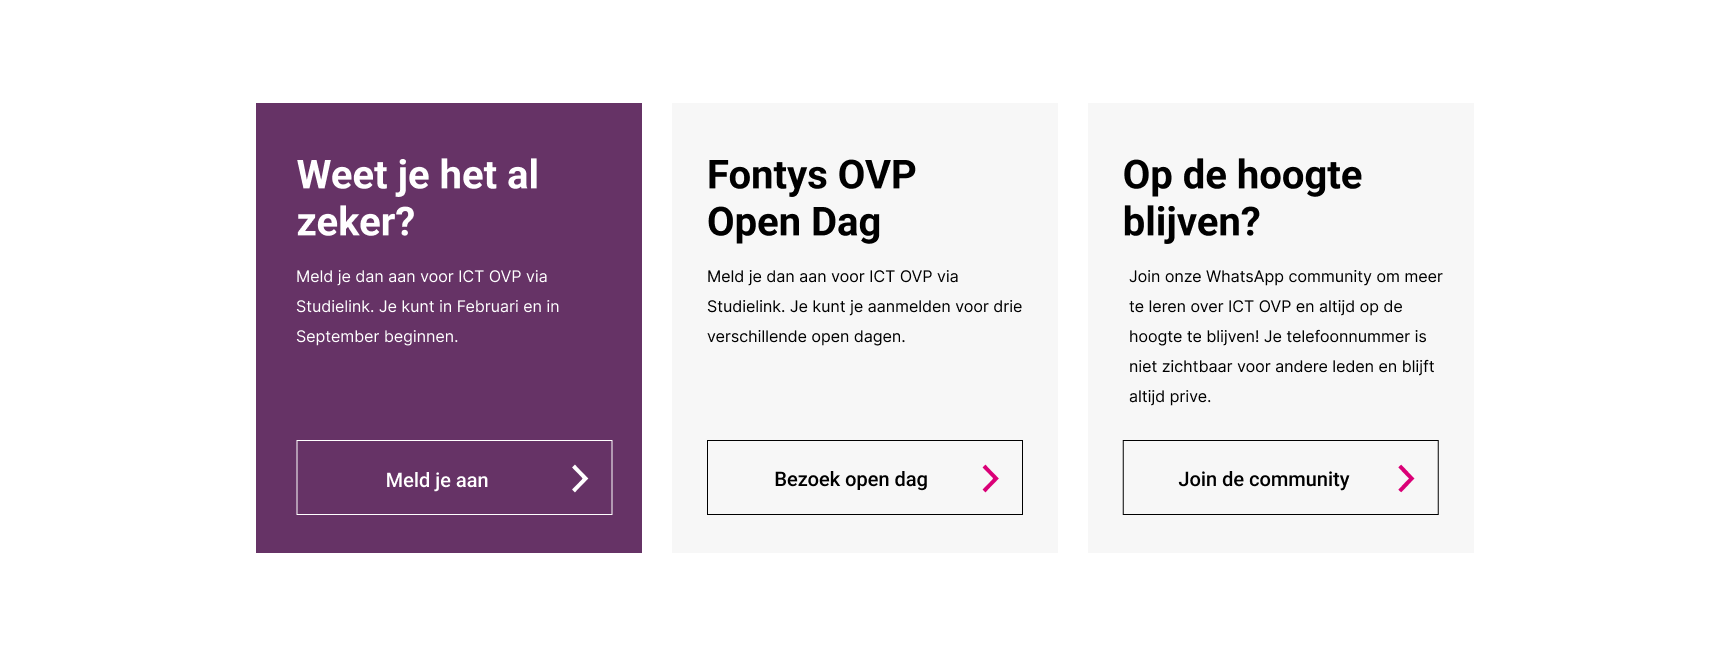 Weet je het al
zeker?
Meld je dan aan voor ICT OVP via
Studielink. Je kunt in Februari en in
September beginnen.
Meld je aan
Fontys OVP
Open Dag
Meld je dan aan voor ICT OVP via
Studielink. Je kunt je aanmelden voor drie
verschillende open dagen.
Bezoek open dag
Op de hoogte
blijven?
Join onze WhatsApp community om meer
te leren over ICT OVP en altijd op de
hoogte te blijven! Je telefoonnummer is
niet zichtbaar voor andere leden en blijft
altijd prive.
Join de community